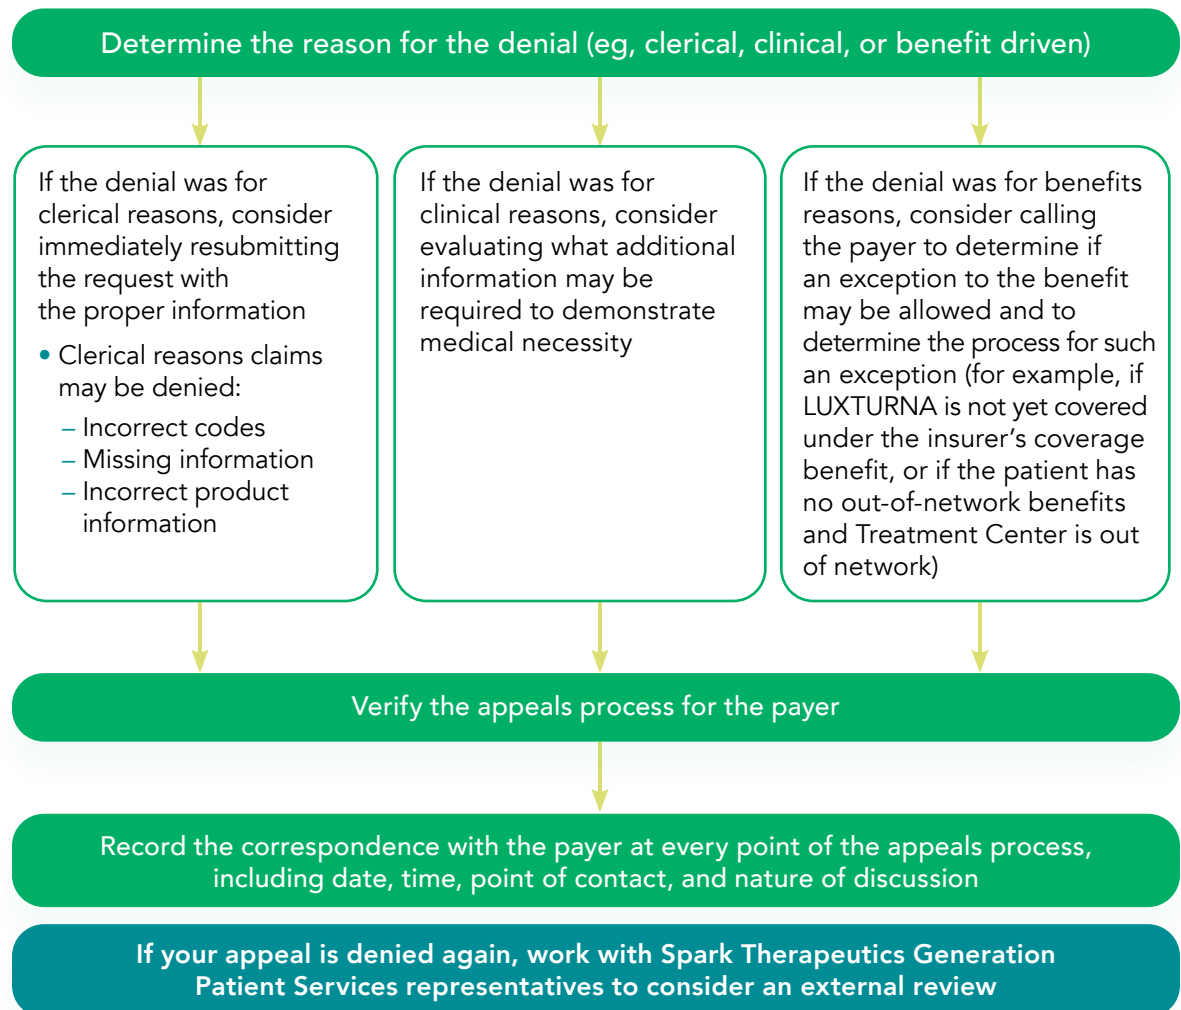 Determine the reason for the denial (eg, clerical, clinical, or benefit driven)
If the denial was for
clerical reasons, consider
immediately resubmitting
the request with
the proper information
• Clerical reasons claims
may be denied:
– Incorrect codes
– Missing information
– Incorrect product
information
If the denial was for
clinical reasons, consider
evaluating what additional
information may be
required to demonstrate
medical necessity
If the denial was for benefits
reasons, consider calling
the payer to determine if
an exception to the benefit
may be allowed and to
determine the process for such
an exception (for example, if
LUXTURNA is not yet covered
under the insurer’s coverage
benefit, or if the patient has
no out-of-network benefits
and Treatment Center is out
of network)
Verify the appeals process for the payer
Record the correspondence with the payer at every point of the appeals process,
including date, time, point of contact, and nature of discussion
If your appeal is denied again, work with Spark Therapeutics Generation
Patient Services representatives to consider an external review